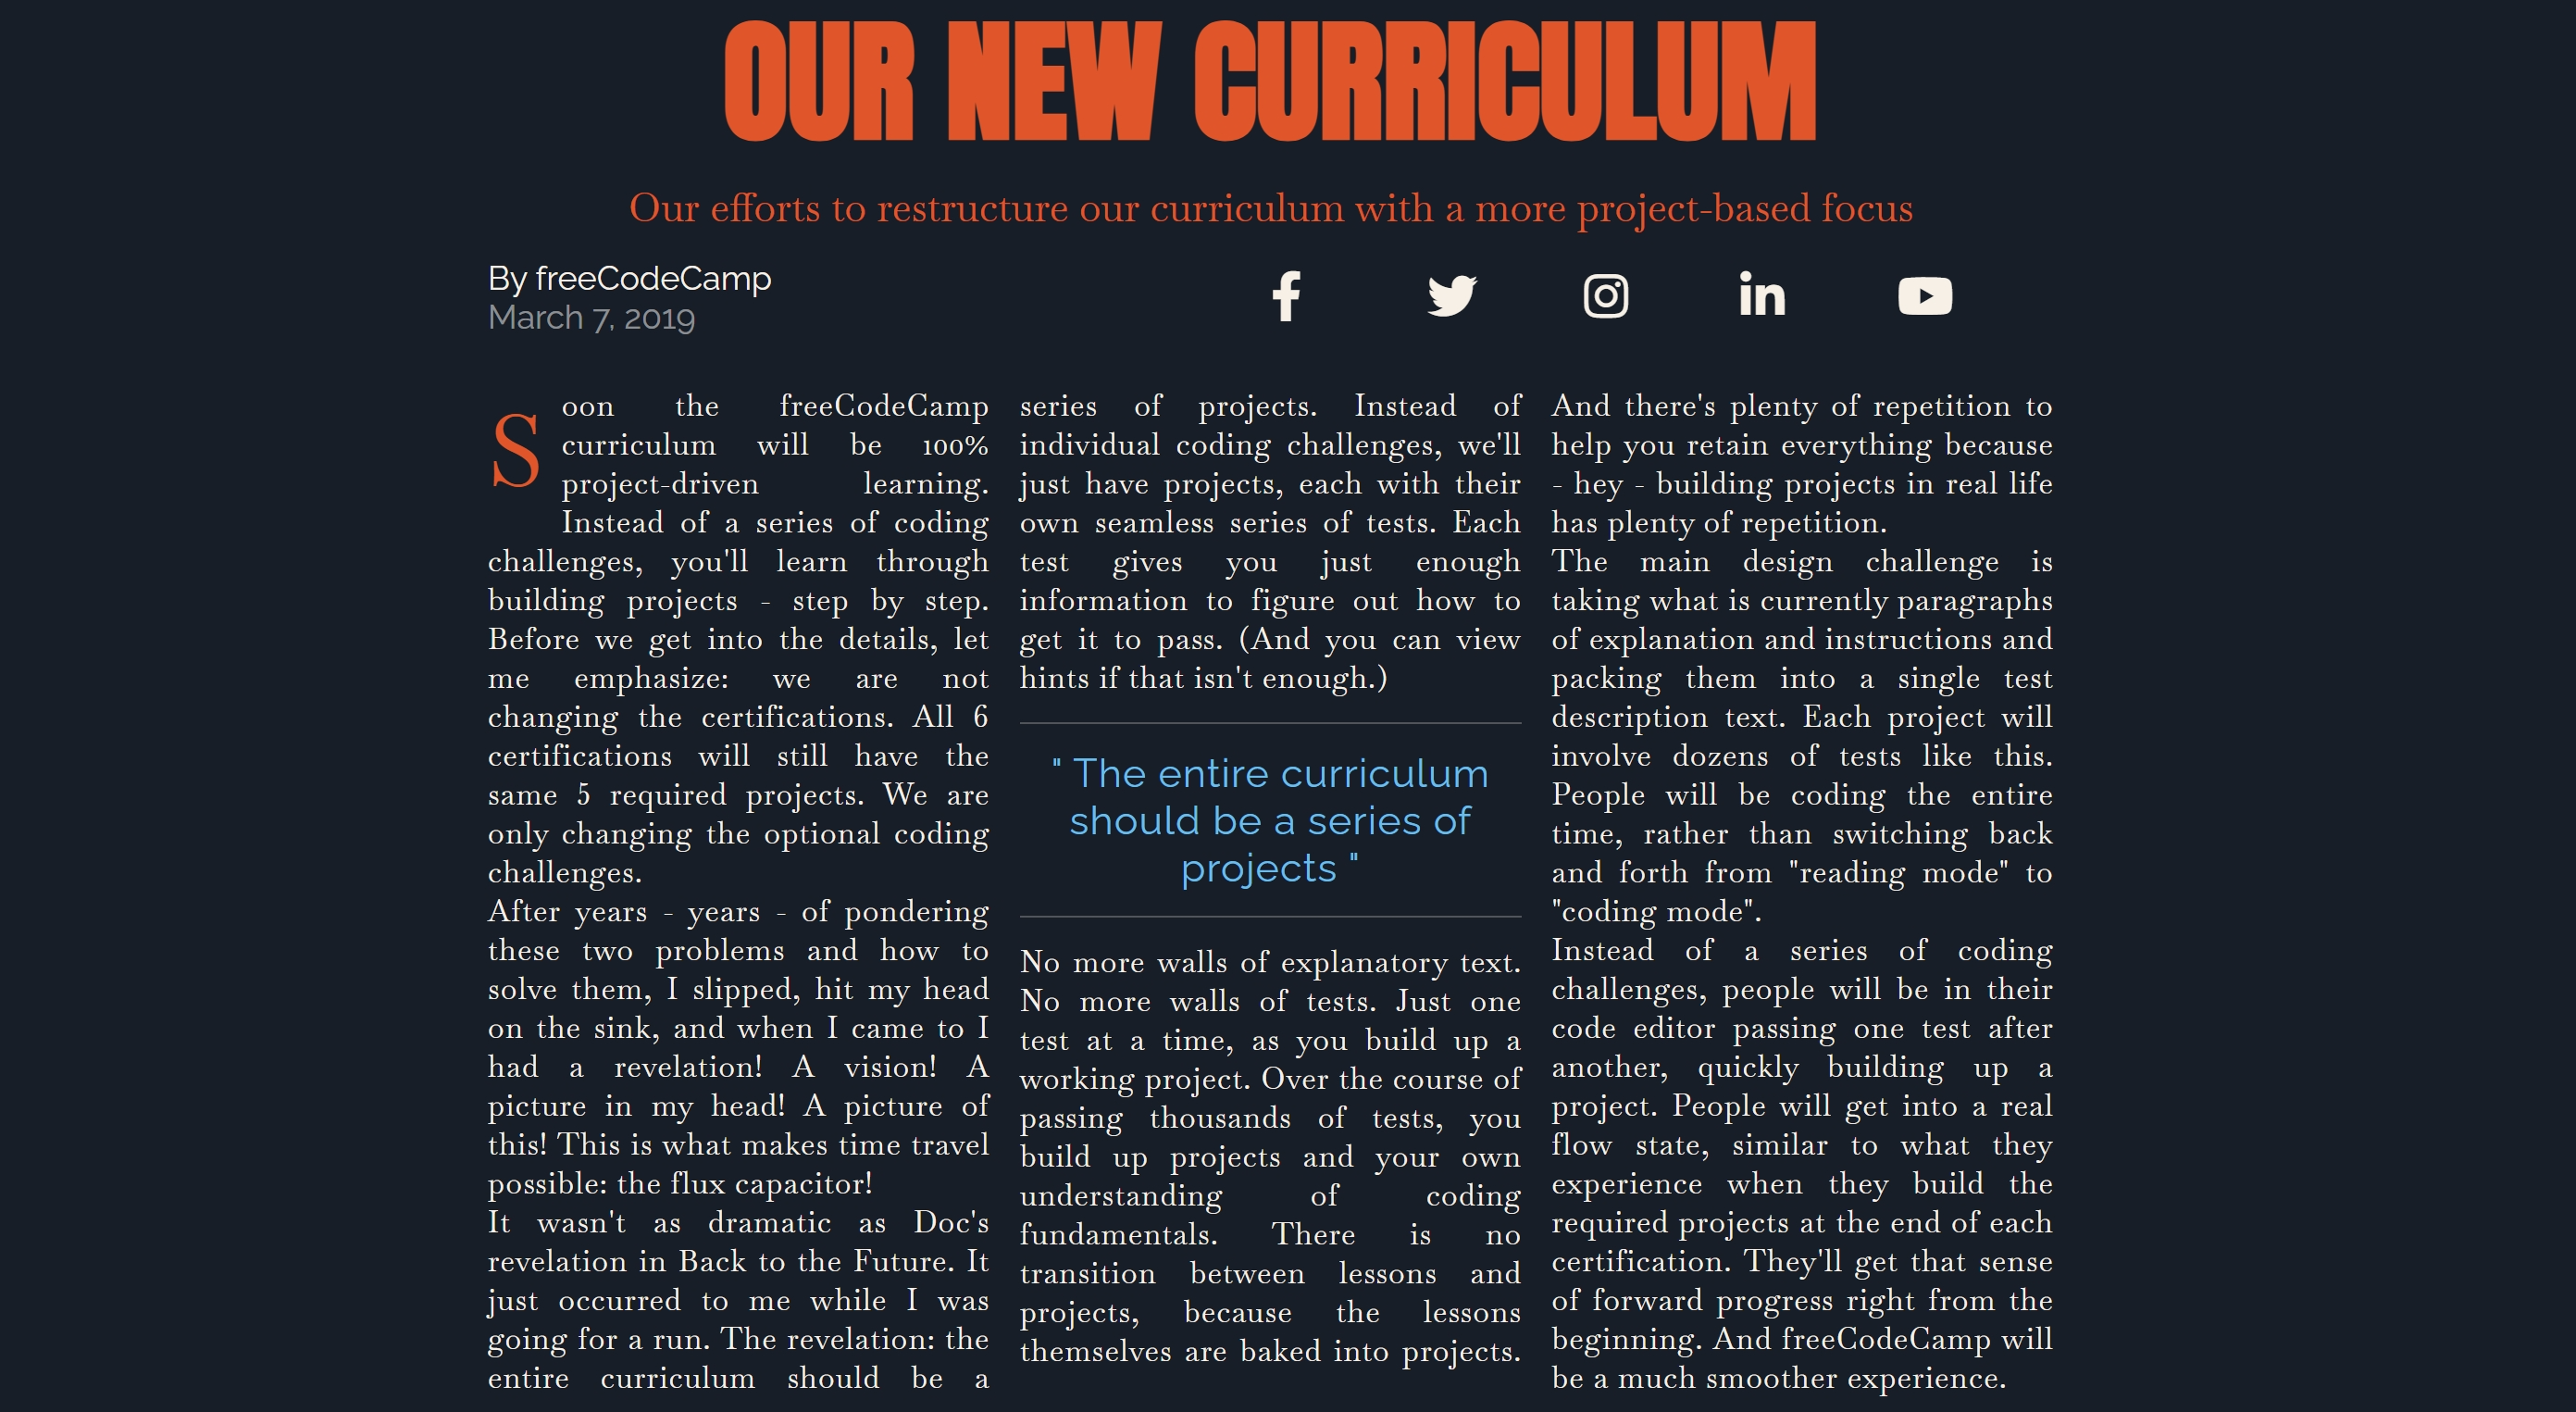 OUR NEW CURRICULUM
Our efforts to restructure our curriculum with a more project-based focus
By freeCodeCamp
March 7, 2019
Soon the freeCodeCamp
curriculum will be 100%
project-driven learning.
Instead of a series of coding
challenges, you'll learn through
building projects - step by step.
Before we get into the details, let
me emphasize: we are not
changing the certifications. All 6
certifications will still have the
same 5 required projects. We are
only changing the optional coding
challenges.
After years - years - of pondering
these two problems and how to
solve them, I slipped, hit my head
on the sink, and when I came to I
had a revelation! A vision! A
picture in my head! A picture of
this! This is what makes time travel
possible: the flux capacitor!
It wasn't as dramatic as Doc's
revelation in Back to the Future. It
just occurred to me while I was
going for a run. The revelation: the
entire curriculum should be a
series of projects. Instead of
individual coding challenges, we'll
just have projects, each with their
own seamless series of tests. Each
test gives you just enough
information to figure out how to
get it to pass. (And you can view
hints if that isn't enough.)
" The entire curriculum
should be a series of
projects "
No more walls of explanatory text.
No more walls of tests. Just one
test at a time, as you build up a
working project. Over the course of
passing thousands of tests, you
build up projects and your own
understanding of coding
fundamentals. There is no
transition between lessons and
projects, because the lessons
themselves are baked into projects.
And there's plenty of repetition to
help you retain everything because
- hey - building projects in real life
has plenty of repetition.
The main design challenge is
taking what is currently paragraphs
of explanation and instructions and
packing them into a single test
description text. Each project will
involve dozens of tests like this.
People will be coding the entire
time, rather than switching back
and forth from "reading mode" to
"coding mode".
Instead of a series of coding
challenges, people will be in their
code editor passing one test after
another, quickly building up a
project. People will get into a real
flow state, similar to what they
experience when they build the
required projects at the end of each
certification. They'll get that sense
of forward progress right from the
beginning. And freeCodeCamp will
be a much smoother experience.